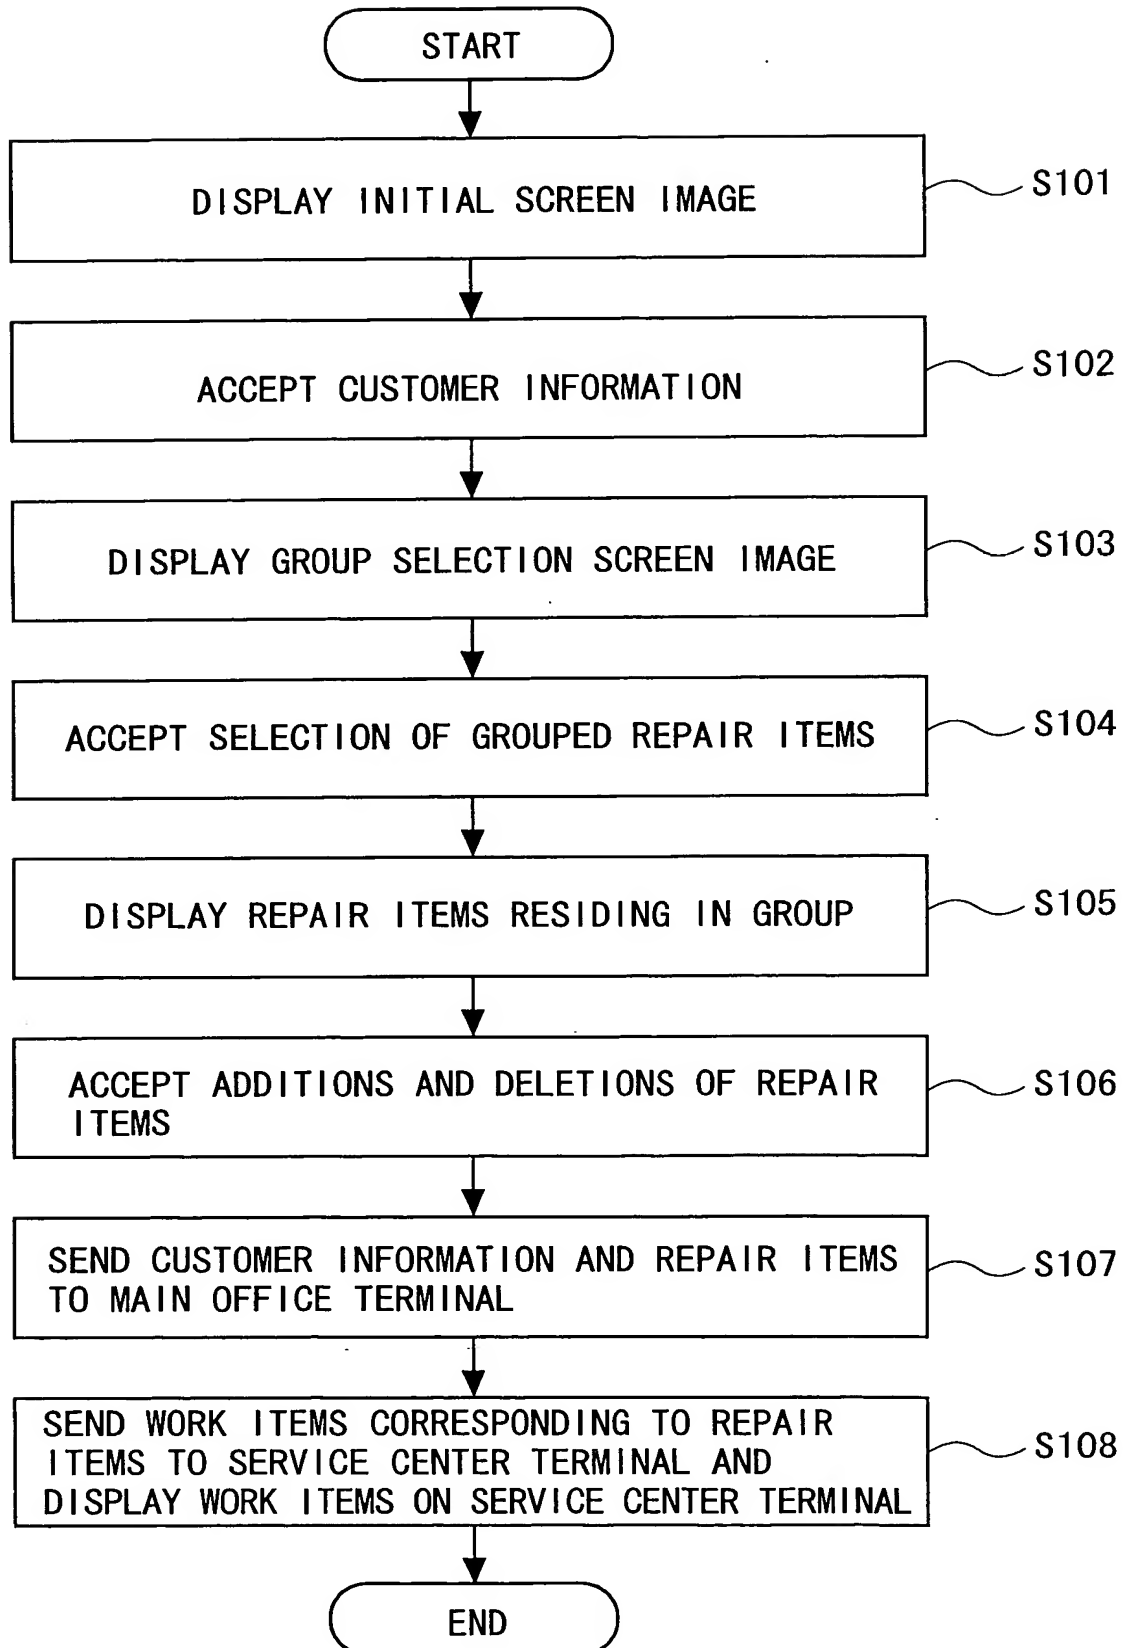 START
DISPLAY INITIAL SCREEN IMAGE
S101
ACCEPT CUSTOMER INFORMATION
S102
DISPLAY GROUP SELECTION SCREEN IMAGE
S103
ACCEPT SELECTION OF GROUPED REPAIR ITEMS
S104
DISPLAY REPAIR ITEMS RESIDING IN GROUP
S105
ACCEPT ADDITIONS AND DELETIONS OF REPAIR
ITEMS
S106
SEND CUSTOMER INFORMATION AND REPAIR ITEMS
TO MAIN OFFICE TERMINAL
S107
SEND WORK ITEMS CORRESPONDING TO REPAIR
ITEMS TO SERVICE CENTER TERMINAL AND
DISPLAY WORK ITEMS ON SERVICE CENTER TERMINAL
S108
END